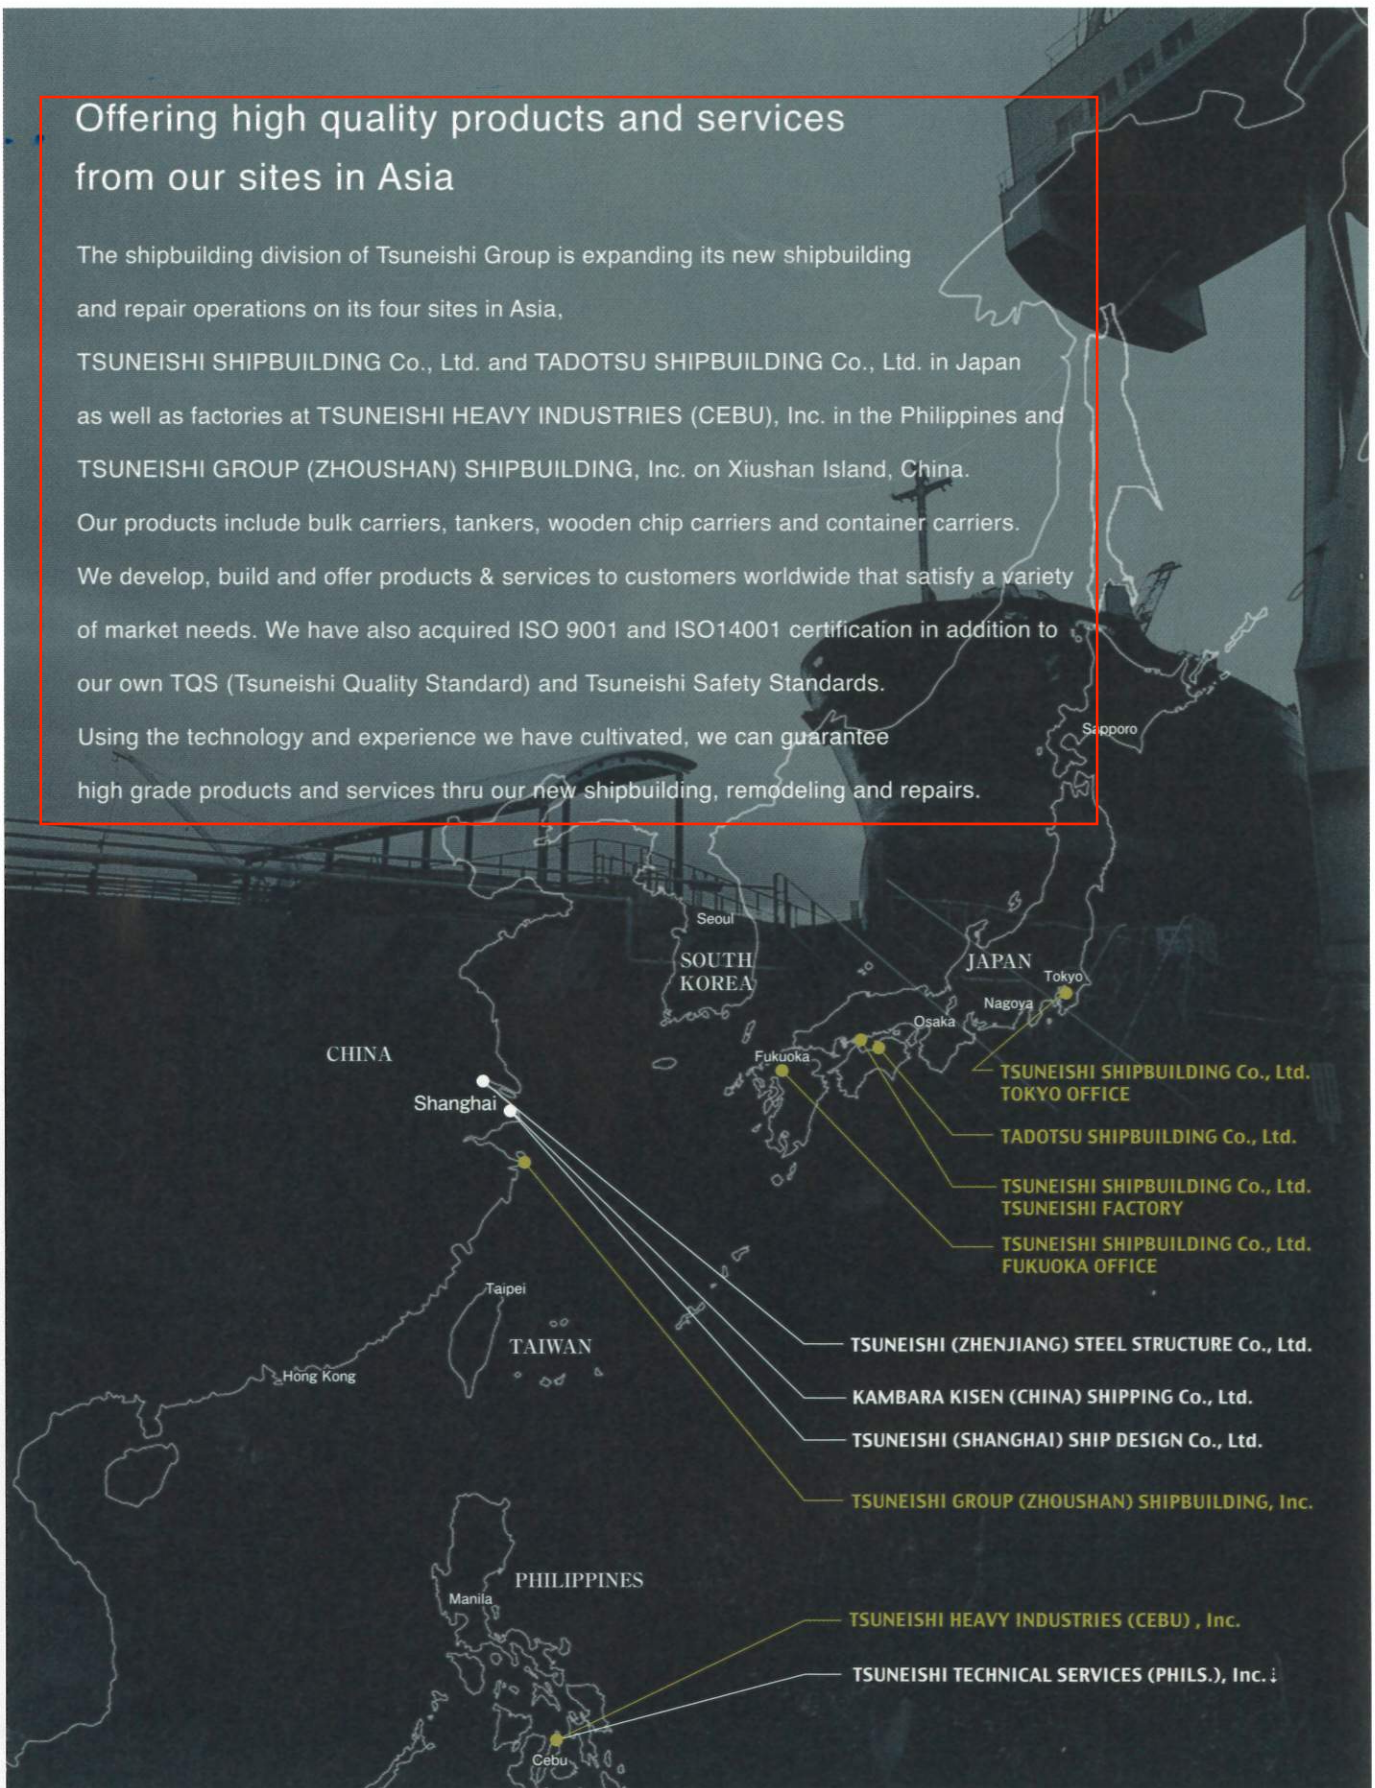 Offering high quality products and services
from our sites in Asia
The shipbuilding division of Tsuneishi Group is expanding its new shipbuilding
and repair operations on its four sites in Asia,
TSUNEISHI SHIPBUILDING Co., Ltd. and TADOTSU SHIPBUILDING Co., Ltd. in Japan
as well as factories at TSUNEISHI HEAVY INDUSTRIES (CEBU), Inc. in the Philippines and
TSUNEISHI GROUP (ZHOUSHAN) SHIPBUILDING, Inc. on Xiushan Island, China.
Our products include bulk carriers, tankers, wooden chip carriers and container carriers.
We develop, build and offer products & services to customers worldwide that satisfy a variety
of market needs. We have also acquired ISO 9001 and ISO14001 certification in addition to
our own TQS (Tsuneishi Quality Standard) and Tsuneishi Safety Standards.
Using the technology and experience we have cultivated, we can guarantee
high grade products and services thru our new shipbuilding, remodeling and repairs.
Sapporo
Seoul
SOUTH
KOREA
JAPAN
Tokyo
Nagoya
Osaka
Fukuoka
CHINA
Shanghai
TSUNEISHI SHIPBUILDING Co., Ltd.
TOKYO OFFICE
TADOTSU SHIPBUILDING Co., Ltd.
TSUNEISHI SHIPBUILDING Co., Ltd.
TSUNEISHI FACTORY
TSUNEISHI SHIPBUILDING Co., Ltd.
FUKUOKA OFFICE
Taipei
TAIWAN
Hong Kong
TSUNEISHI (ZHENJIANG) STEEL STRUCTURE Co., Ltd.
KAMBARA KISEN (CHINA) SHIPPING Co., Ltd.
TSUNEISHI (SHANGHAI) SHIP DESIGN Co., Ltd.
TSUNEISHI GROUP (ZHOUSHAN) SHIPBUILDING, Inc.
PHILIPPINES
Manila
TSUNEISHI HEAVY INDUSTRIES (CEBU) , Inc.
TSUNEISHI TECHNICAL SERVICES (PHILS.), Inc.
Cebu